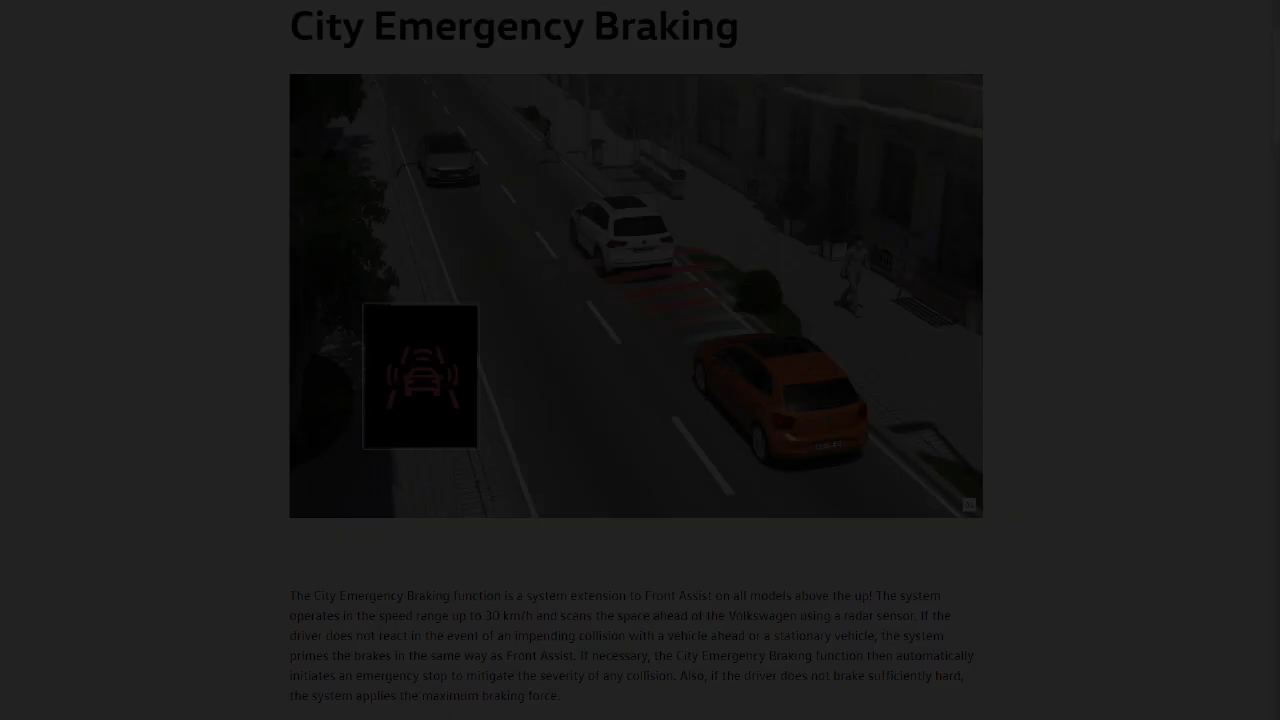 City Emergency Braking
The City Emergency Braking function is a system extension to Front Assist on all models above the up! The system
operates in the speed range up to 30 km/h and scans the space ahead of the Volkswagen using a radar sensor. If the
driver does not react in the event of an impending collision with a vehicle ahead or a stationary vehicle, the system
primes the brakes in the same way as Front Assist. If necessary, the City Emergency Braking function then automatically
initiates an emergency stop to mitigate the severity of any collision. Also, if the driver does not brake sufficiently hard,
the system applies the maximum braking force.